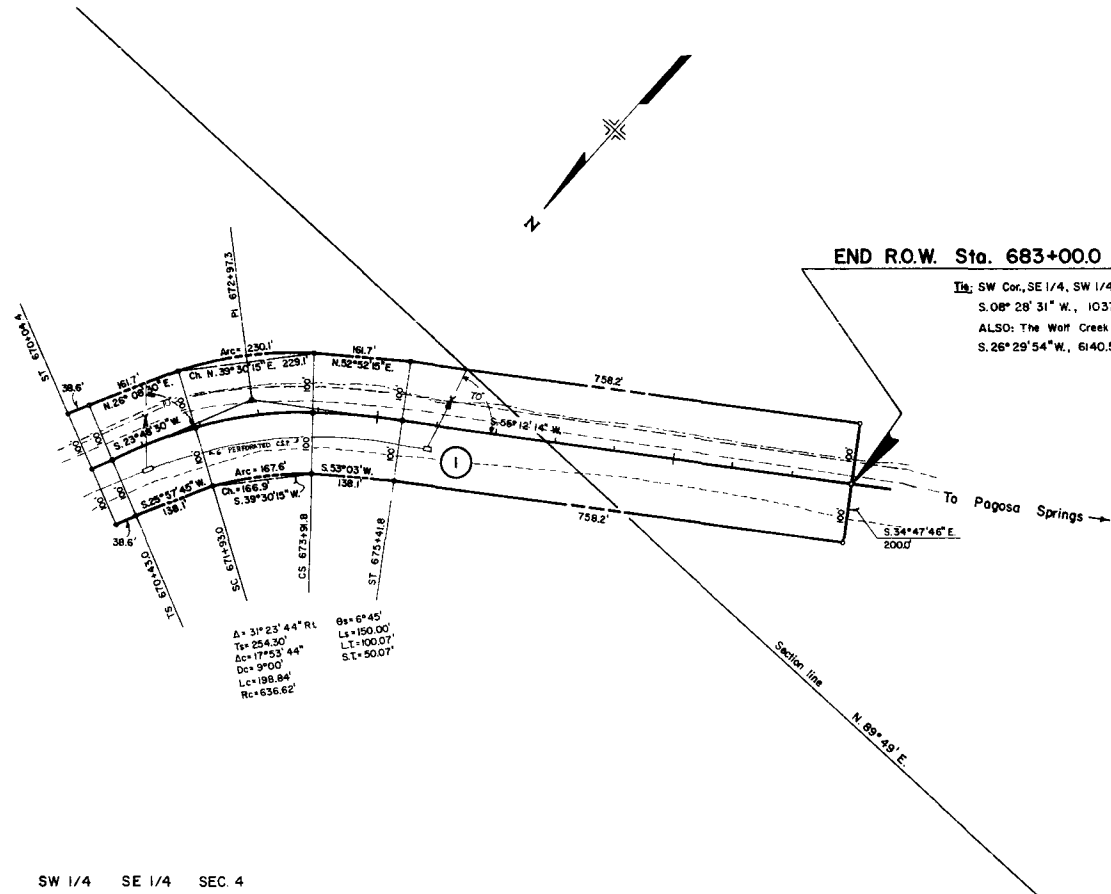 N
END R.O.W. Sta. 683+00.0
Tie: SW Cor., SE 1/4, SW 1/4
S.08° 28' 31" W., 1037
ALSO: The Wolf Creek
S.26° 29' 54" W., 6140.5
PI 672+97.3
ST 670+04.4
38.6'
161.7'
N.26° 08' 30" E.
Arc= 230.1'
Ch. N.39° 30' 15" E. 229.1'
161.7'
N.52° 52' 15" E.
758.2'
70'
100'
100'
100'
100'
100'
100'
S.23° 48' 30" W.
S.56° 12' 14" W.
PERFORATED C.S.P.
1
100'
100'
100'
100'
100'
100'
S.25° 57' 45" W.
138.1'
38.6'
Arc= 167.6'
Ch.= 166.9'
S.39° 30' 15" W.
S.53° 03' W.
138.1'
758.2'
To Pagosa Springs
S.34° 47' 46" E.
200.0'
TS 670+43.0
SC 671+93.0
CS 673+91.8
ST 675+41.8
Δ= 31° 23' 44" Rt.
Ts= 254.30'
Δc= 17° 53' 44"
Dc= 9° 00'
Lc= 198.84'
Rc= 636.62'
θs= 6° 45'
Ls= 150.00'
L.T.= 100.07'
S.T.= 50.07'
Section line
N. 89° 49' E.
SW 1/4 SE 1/4 SEC. 4